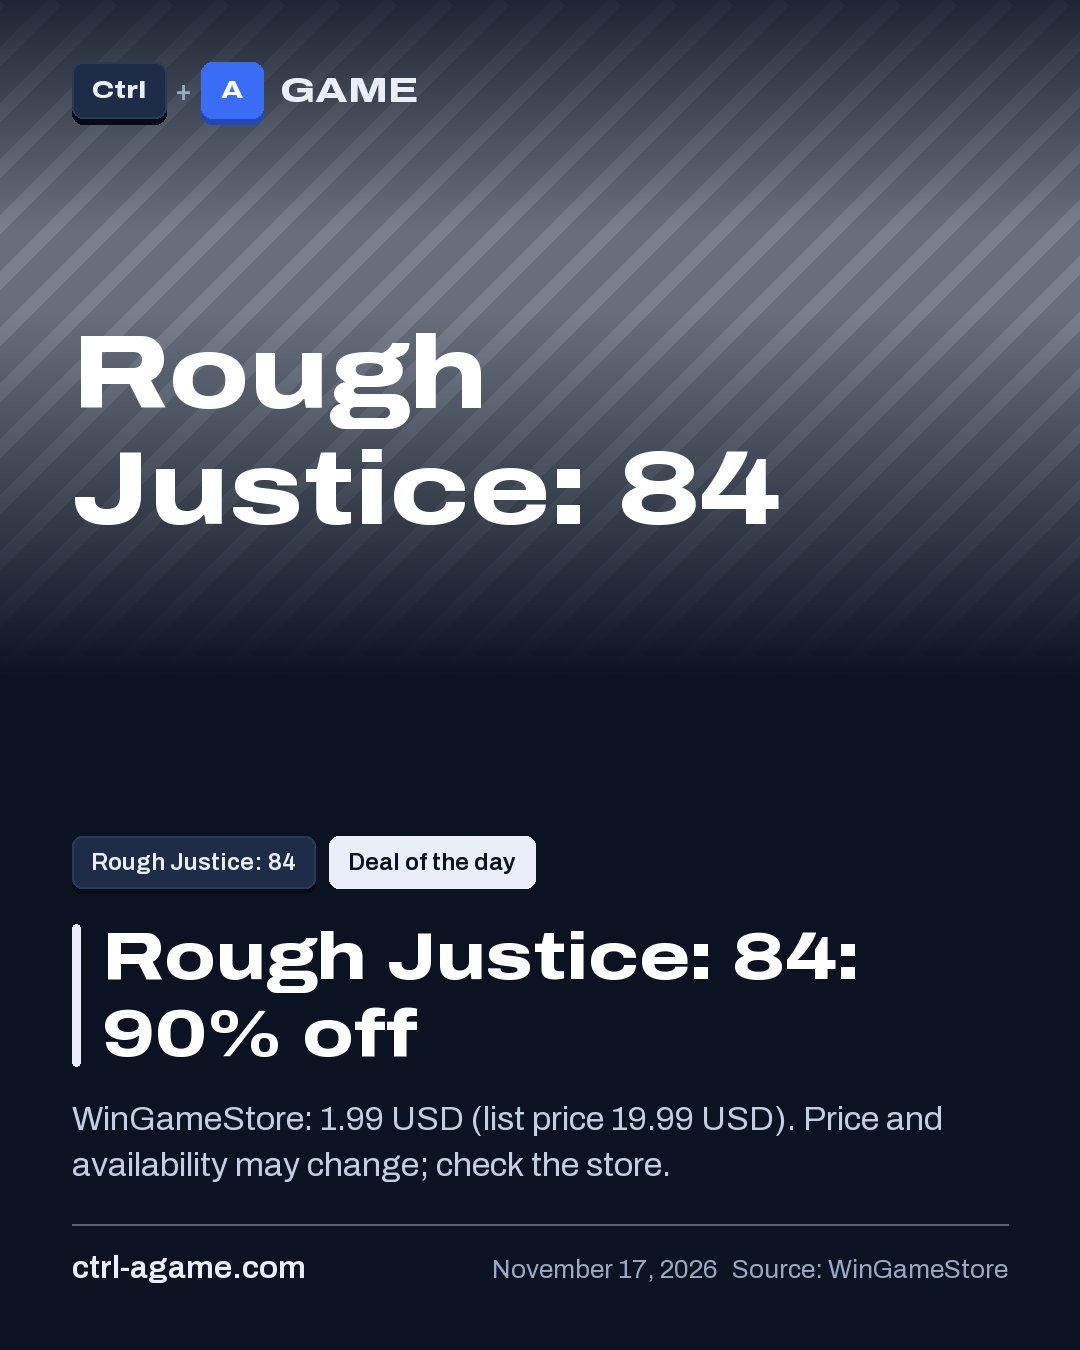 Ctrl + A GAME
Rough
Justice: 84
Rough Justice: 84 Deal of the day
Rough Justice: 84:
90% off
WinGameStore: 1.99 USD (list price 19.99 USD). Price and
availability may change; check the store.
ctrl-agame.com November 17, 2026 Source: WinGameStore